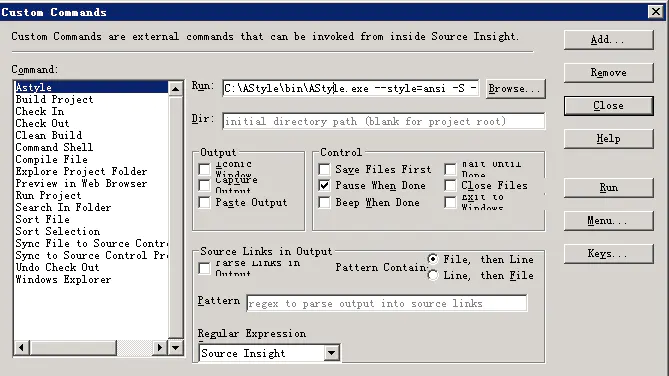 Custom Commands
Custom Commands are external commands that can be invoked from inside Source Insight.
Add...
Remove
Close
Help
Run
Menu...
Keys...
Command:
Astyle
Build Project
Check In
Check Out
Clean Build
Command Shell
Compile File
Explore Project Folder
Preview in Web Browser
Run Project
Search In Folder
Sort File
Sort Selection
Sync File to Source Contro
Sync to Source Control Pro
Undo Check Out
Windows Explorer
Run:
C:\AStyle\bin\AStyle.exe --style=ansi -S -
Browse...
Dir:
initial directory path (blank for project root)
Output
Iconic
Window
Capture
Output
Paste Output
Control
Save Files First
Pause When Done
Beep When Done
Wait Until
Done
Close Files
Exit to
Windows
Source Links in Output
Parse Links in
Output
Pattern Contain:
File, then Line
Line, then File
Pattern
regex to parse output into source links
Regular Expression
Source Insight